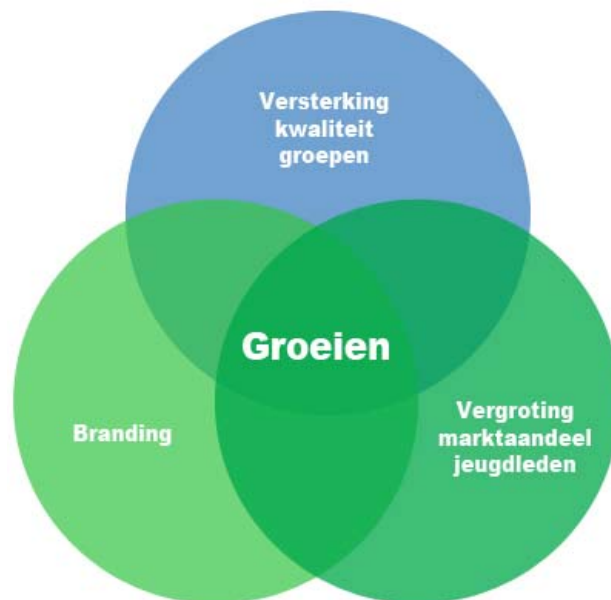 Versterking
kwaliteit
groepen
Groeien
Branding
Vergroting
marktaandeel
jeugdleden